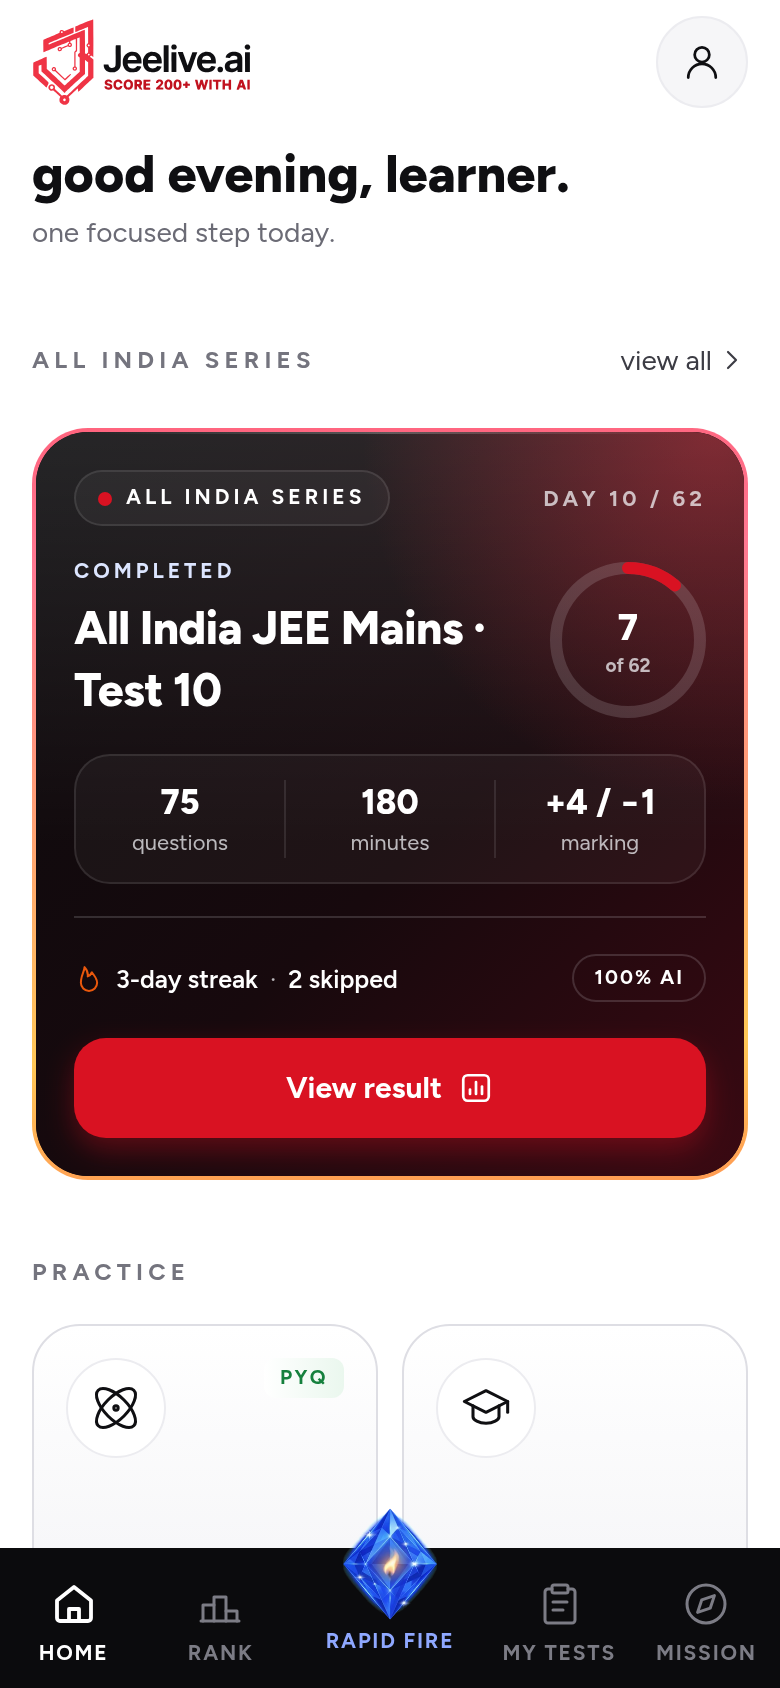 Jeelive.ai
SCORE 200+ WITH AI
good evening, learner.
one focused step today.
ALL INDIA SERIES
view all
ALL INDIA SERIES
DAY 10 / 62
COMPLETED
All India JEE Mains ·
Test 10
7
of 62
75
questions
180
minutes
+4 / −1
marking
3-day streak · 2 skipped
100% AI
View result
PRACTICE
PYQ
HOME
RANK
RAPID FIRE
MY TESTS
MISSION